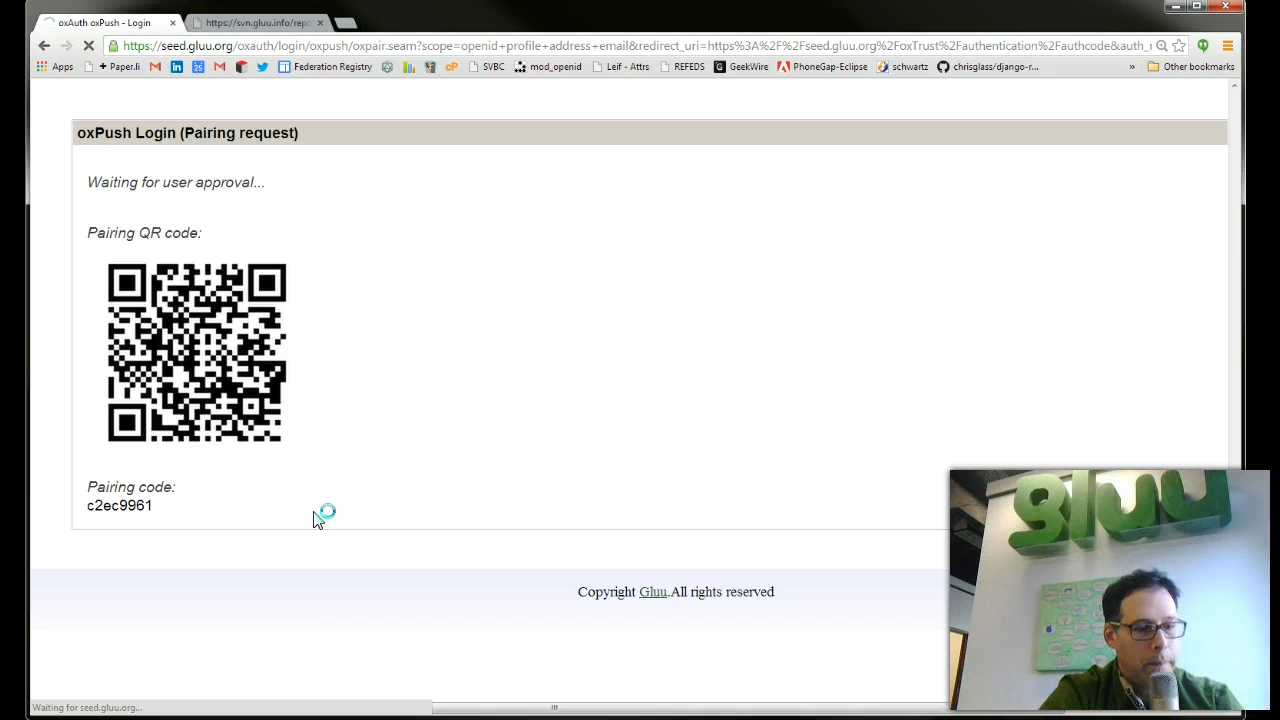 oxAuth oxPush - Login
https://svn.gluu.info/repo
https://seed.gluu.org/oxauth/login/oxpush/oxpair.seam?scope=openid+profile+address+email&redirect_uri=https%3A%2F%2Fseed.gluu.org%2FoxTrust%2Fauthentication%2Fauthcode&auth_r
Apps + Paper.li 25 Federation Registry cP SVBC mod_openid Leif - Attrs REFEDS G GeekWire PhoneGap-Eclipse schwartz chrisglass/django-r... » Other bookmarks
oxPush Login (Pairing request)
Waiting for user approval...
Pairing QR code:
Pairing code:
c2ec9961
gluu
Copyright Gluu.All rights reserved
Waiting for seed.gluu.org...